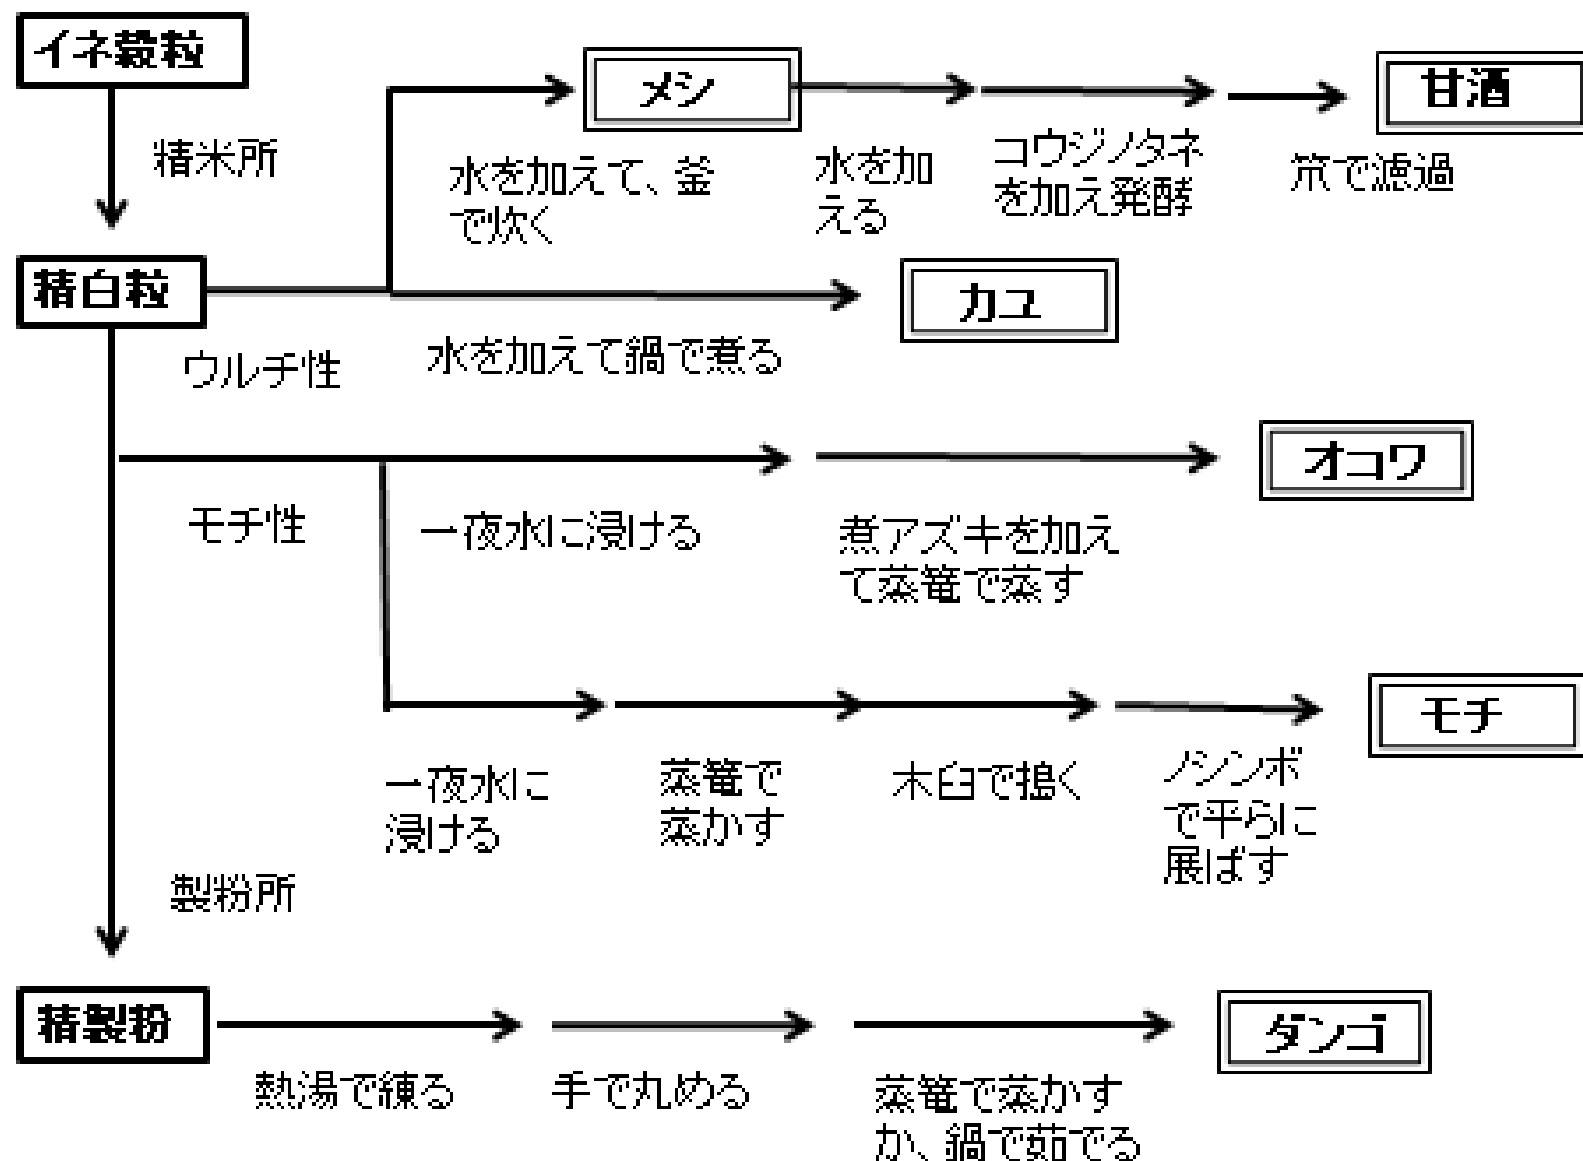 イネ穀粒
メシ
甘酒
精米所
水を加えて、釜
で炊く
水を加
える
コウジノタネ
を加え発酵
笊で濾過
精白粒
カユ
ウルチ性
水を加えて鍋で煮る
オコワ
モチ性
一夜水に浸ける
煮アズキを加え
て蒸篭で蒸す
モチ
一夜水に
浸ける
蒸篭で
蒸かす
木臼で搗く
ノシンボ
で平らに
展ばす
製粉所
精製粉
ダンゴ
熱湯で練る
手で丸める
蒸篭で蒸かす
か、鍋で茹でる